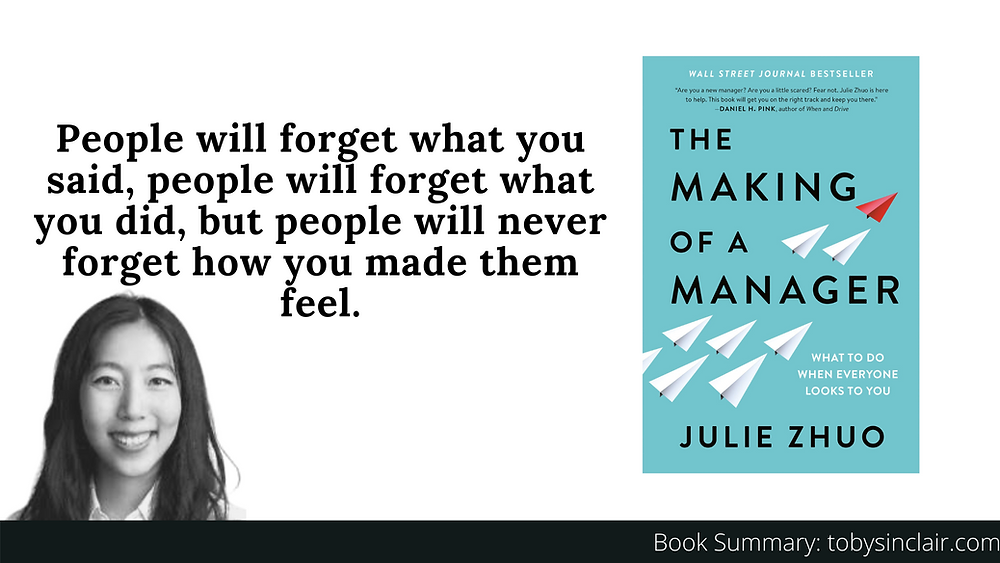 People will forget what you
said, people will forget what
you did, but people will never
forget how you made them
feel.
WALL STREET JOURNAL BESTSELLER
“Are you a new manager? Are you a little scared? Fear not. Julie Zhuo is here
to help. This book will get you on the right track and keep you there.”
—DANIEL H. PINK, author of When and Drive
THE
MAKING
OF A
MANAGER
WHAT TO DO
WHEN EVERYONE
LOOKS TO YOU
JULIE ZHUO
Book Summary: tobysinclair.com